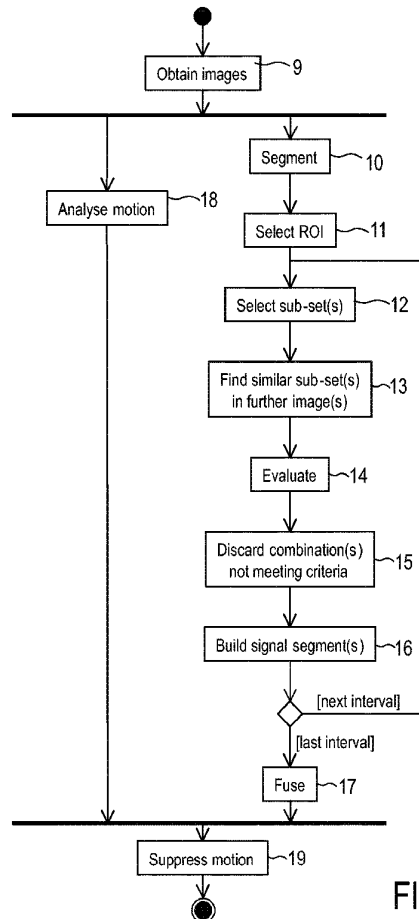 Obtain images
9
Segment
10
Analyse motion
18
Select ROI
11
Select sub-set(s)
12
Find similar sub-set(s)
in further image(s)
13
Evaluate
14
Discard combination(s)
not meeting criteria
15
Build signal segment(s)
16
[next interval]
[last interval]
Fuse
17
Suppress motion
19